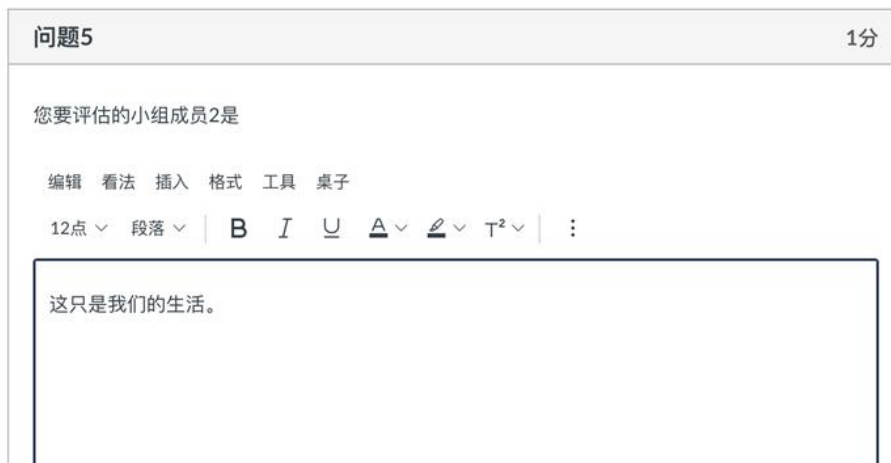 问题5 1分
您要评估的小组成员2是
编辑 看法 插入 格式 工具 桌子
12点 段落 B I U A T²
这只是我们的生活。